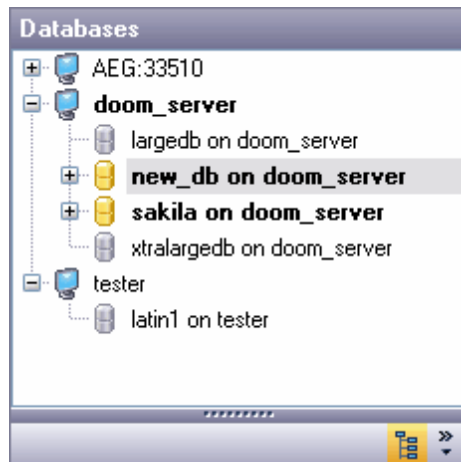 Databases
AEG:33510
doom_server
largedb on doom_server
new_db on doom_server
sakila on doom_server
xtralargedb on doom_server
tester
latin1 on tester